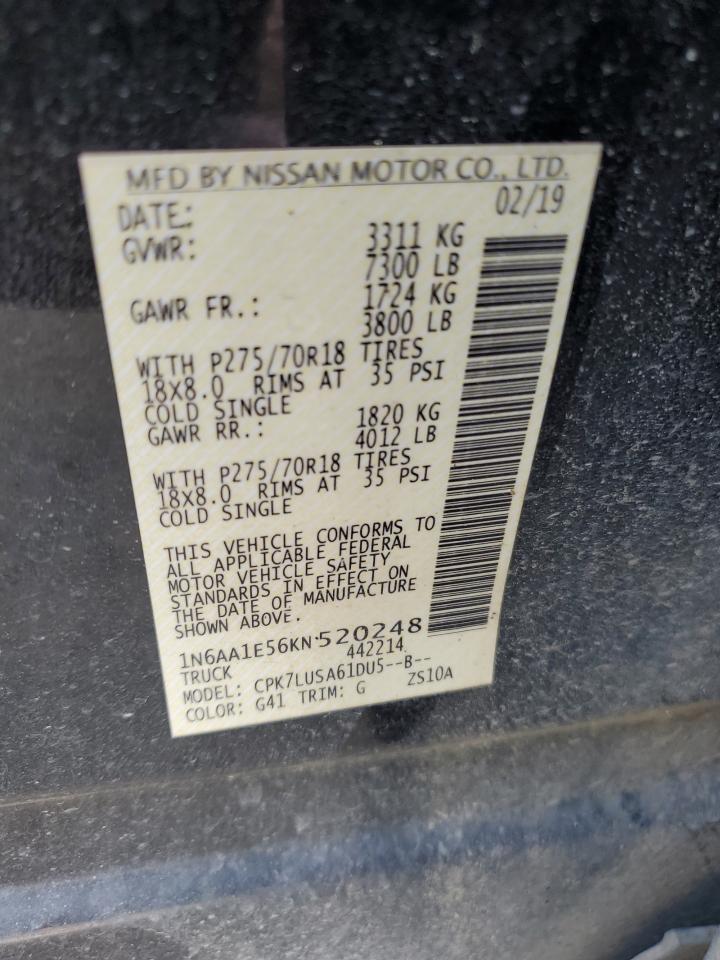 MFD BY NISSAN MOTOR CO., LTD.
DATE: 02/19
GVWR: 3311 KG
7300 LB
GAWR FR.: 1724 KG
3800 LB
WITH P275/70R18 TIRES
18X8.0 RIMS AT 35 PSI
COLD SINGLE
GAWR RR.: 1820 KG
4012 LB
WITH P275/70R18 TIRES
18X8.0 RIMS AT 35 PSI
COLD SINGLE
THIS VEHICLE CONFORMS TO
ALL APPLICABLE FEDERAL
MOTOR VEHICLE SAFETY
STANDARDS IN EFFECT ON
THE DATE OF MANUFACTURE
SHOWN ABOVE.
1N6AA1E56KN520248
TRUCK 442214
MODEL: CPK7LUSA61DU5--B--
COLOR: G41 TRIM: G ZS10A